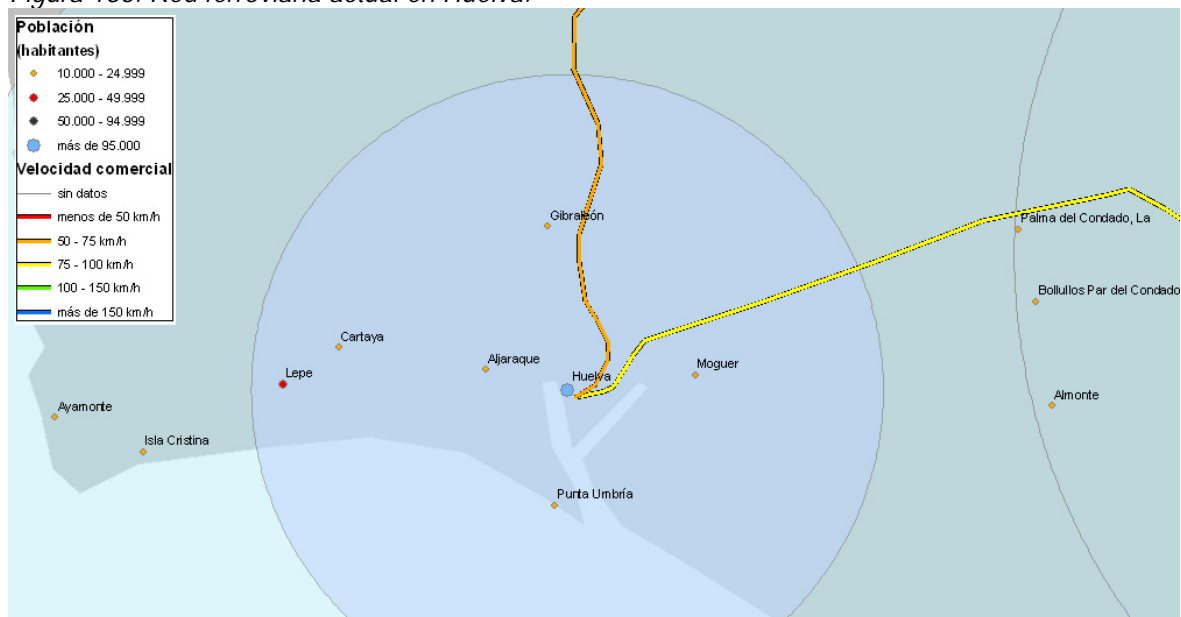 Población
(habitantes)
10.000 - 24.999
25.000 - 49.999
50.000 - 94.999
más de 95.000
Velocidad comercial
sin datos
menos de 50 km/h
50 - 75 km/h
75 - 100 km/h
100 - 150 km/h
más de 150 km/h
Gibraleón
Palma del Condado, La
Bollullos Par del Condado
Cartaya
Aljaraque
Moguer
Lepe
Huelva
Almonte
Ayamonte
Isla Cristina
Punta Umbría